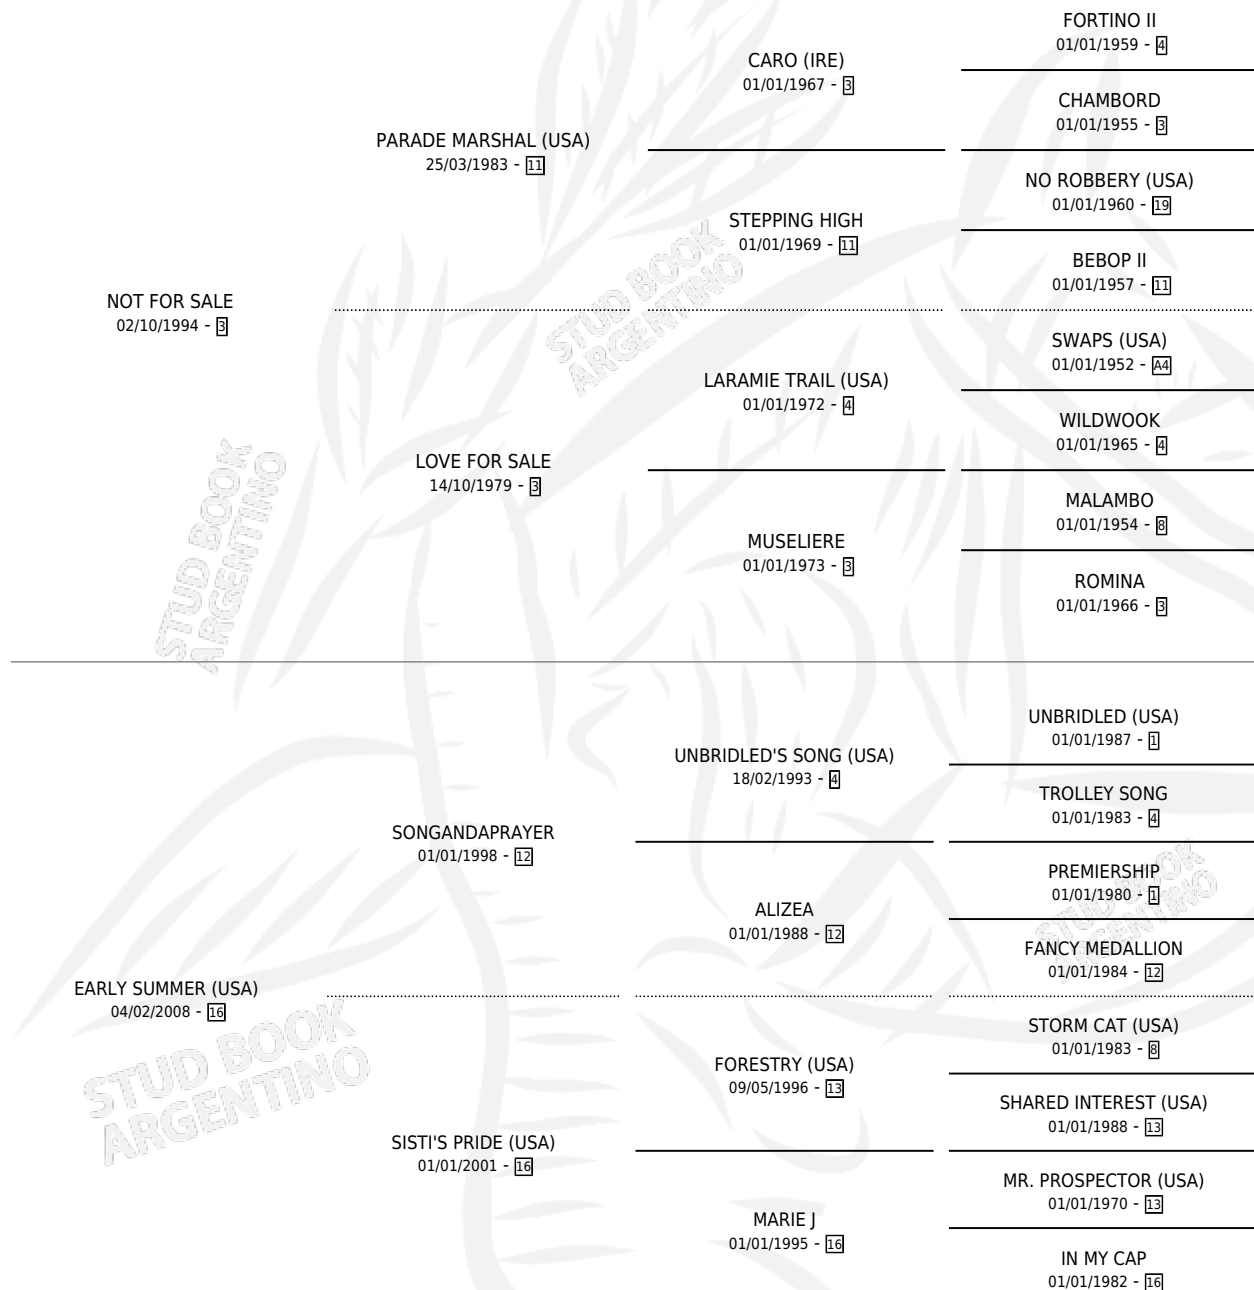 FORTINO II
01/01/1959 - 4
CARO (IRE)
01/01/1967 - 3
CHAMBORD
01/01/1955 - 3
PARADE MARSHAL (USA)
25/03/1983 - 11
NO ROBBERY (USA)
01/01/1960 - 19
STEPPING HIGH
01/01/1969 - 11
BEBOP II
01/01/1957 - 11
NOT FOR SALE
02/10/1994 - 3
SWAPS (USA)
01/01/1952 - A4
LARAMIE TRAIL (USA)
01/01/1972 - 4
WILDWOOK
01/01/1965 - 4
LOVE FOR SALE
14/10/1979 - 3
MALAMBO
01/01/1954 - 8
MUSELIERE
01/01/1973 - 3
ROMINA
01/01/1966 - 3
UNBRIDLED (USA)
01/01/1987 - 1
UNBRIDLED'S SONG (USA)
18/02/1993 - 4
TROLLEY SONG
01/01/1983 - 4
SONGANDAPRAYER
01/01/1998 - 12
PREMIERSHIP
01/01/1980 - 1
ALIZEA
01/01/1988 - 12
FANCY MEDALLION
01/01/1984 - 12
EARLY SUMMER (USA)
04/02/2008 - 16
STORM CAT (USA)
01/01/1983 - 8
FORESTRY (USA)
09/05/1996 - 13
SHARED INTEREST (USA)
01/01/1988 - 13
SISTI'S PRIDE (USA)
01/01/2001 - 16
MR. PROSPECTOR (USA)
01/01/1970 - 13
MARIE J
01/01/1995 - 16
IN MY CAP
01/01/1982 - 16
STUD BOOK
ARGENTINO
STUD BOOK
ARGENTINO
STUD BOOK
ARGENTINO
STUD BOOK
ARGENTINO